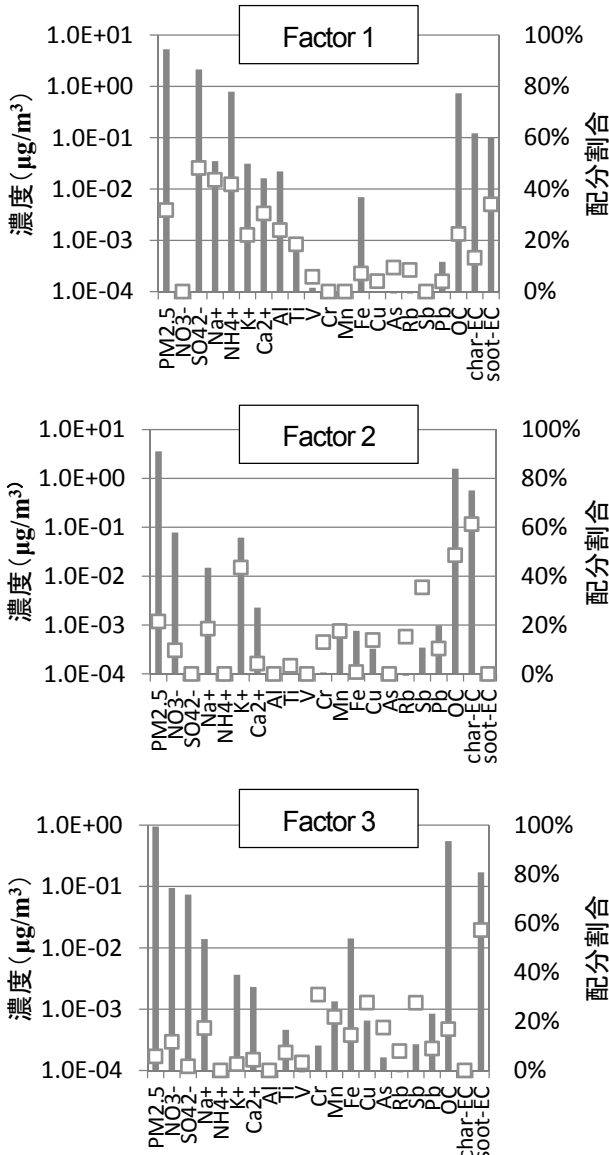 Factor 1
濃度（μg/m³）
1.0E+01
1.0E+00
1.0E-01
1.0E-02
1.0E-03
1.0E-04
100%
80%
60%
40%
20%
0%
配分割合
PM2.5
NO3-
SO42-
Na+
NH4+
K+
Ca2+
Al
Ti
V
Cr
Mn
Fe
Cu
As
Rb
Sb
Pb
OC
char-EC
soot-EC
Factor 2
濃度（μg/m³）
1.0E+01
1.0E+00
1.0E-01
1.0E-02
1.0E-03
1.0E-04
100%
80%
60%
40%
20%
0%
配分割合
PM2.5
NO3-
SO42-
Na+
NH4+
K+
Ca2+
Al
Ti
V
Cr
Mn
Fe
Cu
As
Rb
Sb
Pb
OC
char-EC
soot-EC
Factor 3
濃度（μg/m³）
1.0E+00
1.0E-01
1.0E-02
1.0E-03
1.0E-04
100%
80%
60%
40%
20%
0%
配分割合
PM2.5
NO3-
SO42-
Na+
NH4+
K+
Ca2+
Al
Ti
V
Cr
Mn
Fe
Cu
As
Rb
Sb
Pb
OC
char-EC
soot-EC